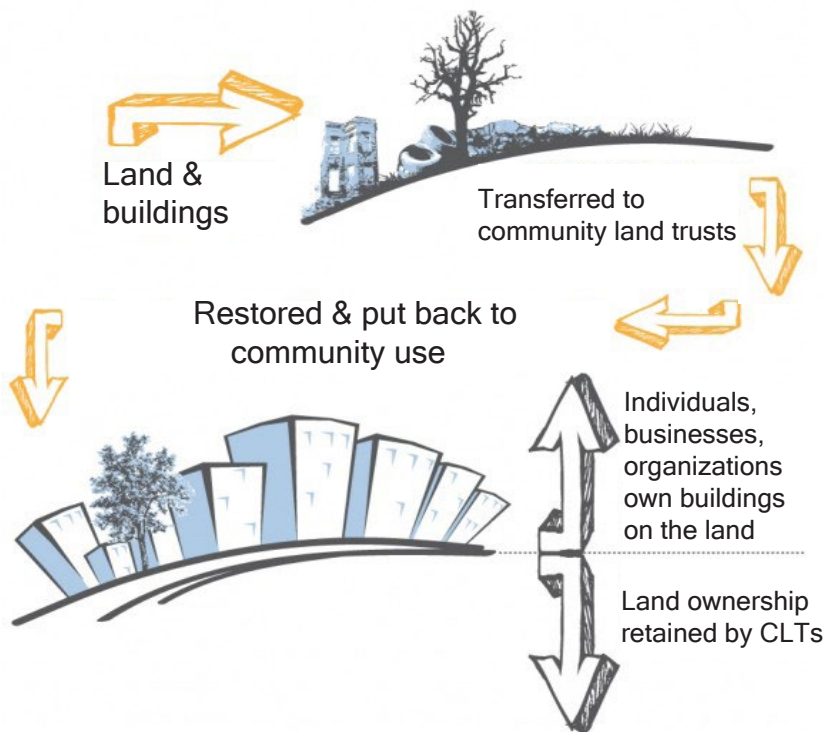 Land &
buildings
Transferred to
community land trusts
Restored & put back to
community use
Individuals,
businesses,
organizations
own buildings
on the land
Land ownership
retained by CLTs